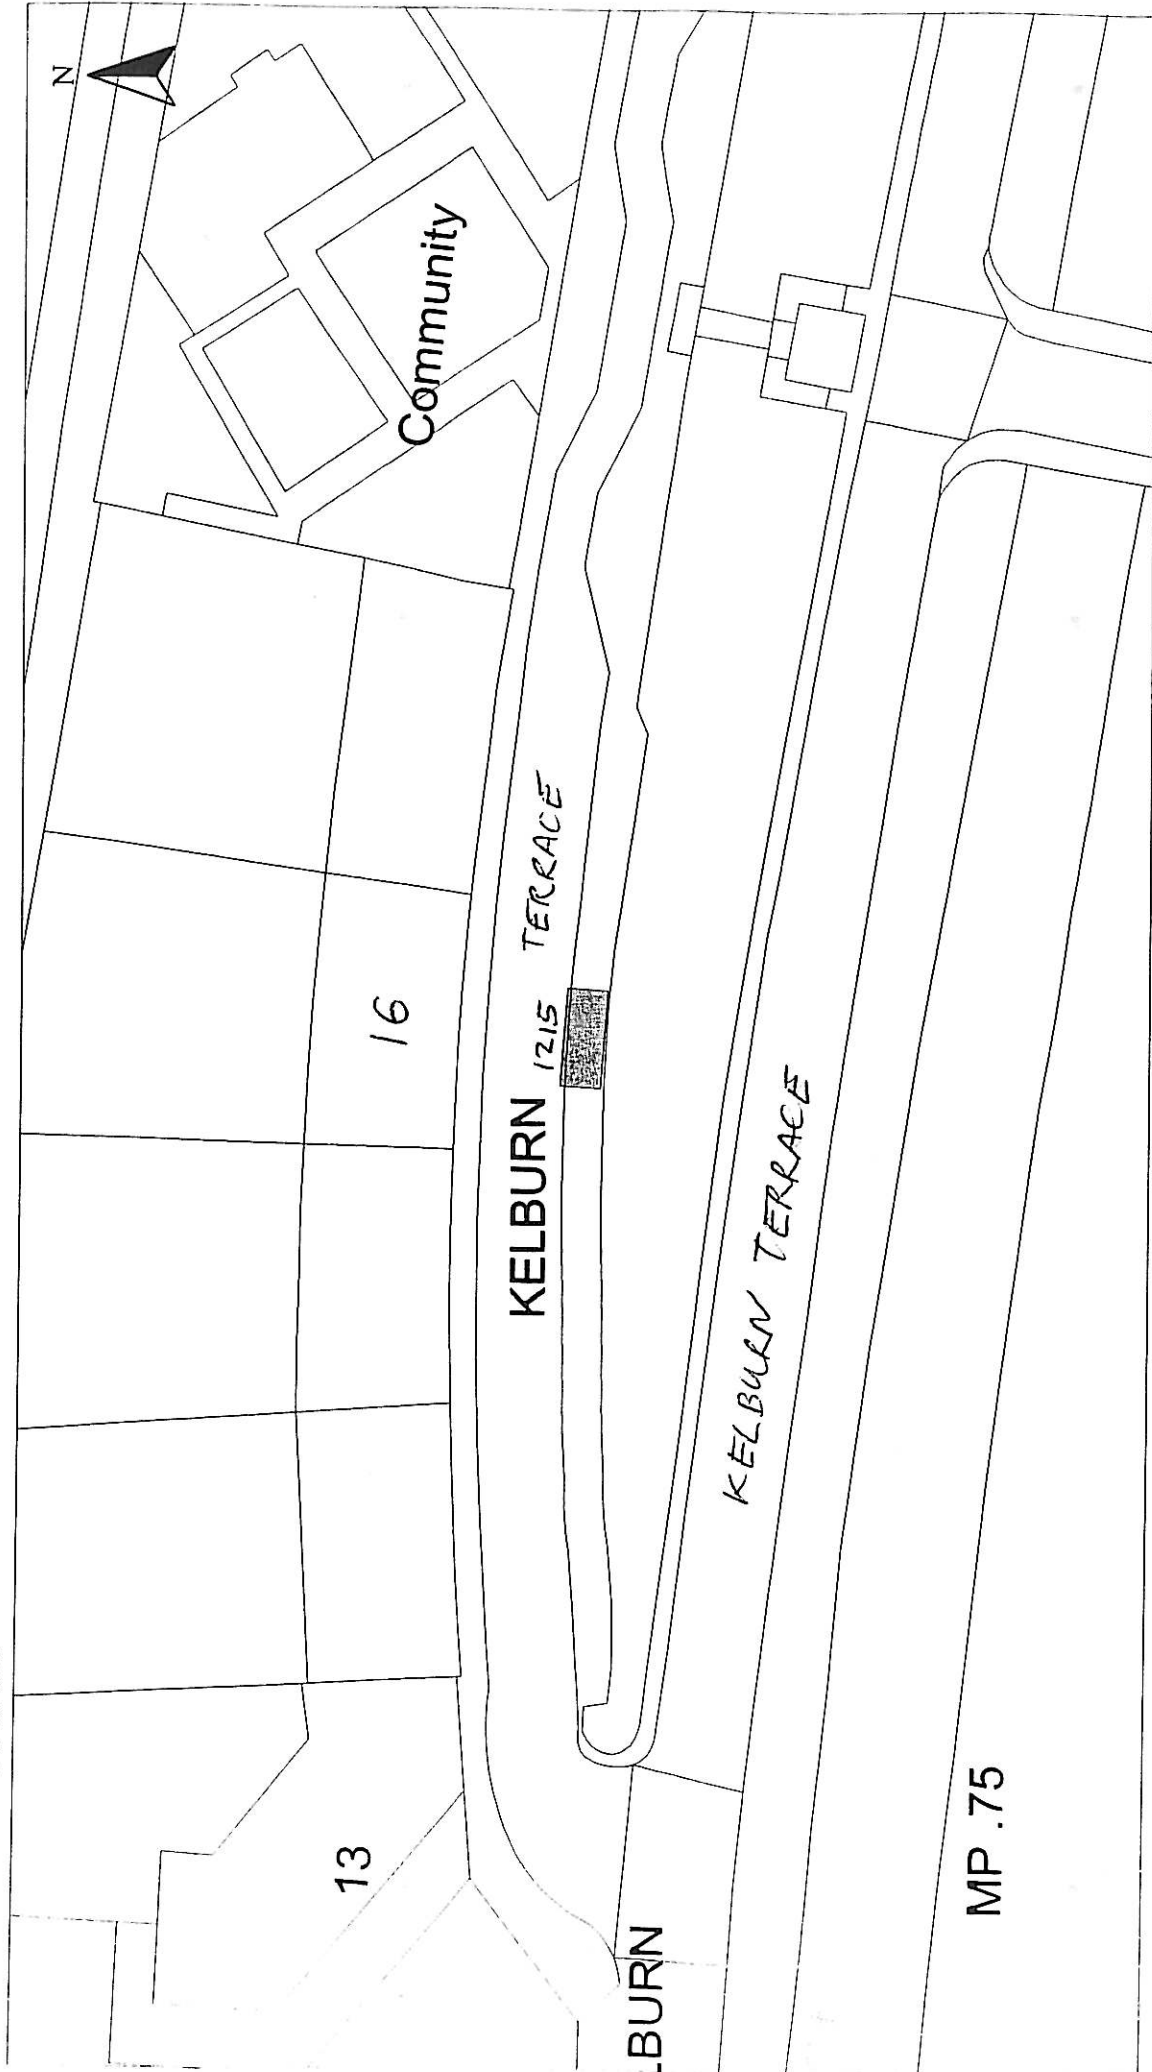 N
Community
16
KELBURN 1215 TERRACE
KELBURN TERRACE
13
LBURN
MP .75